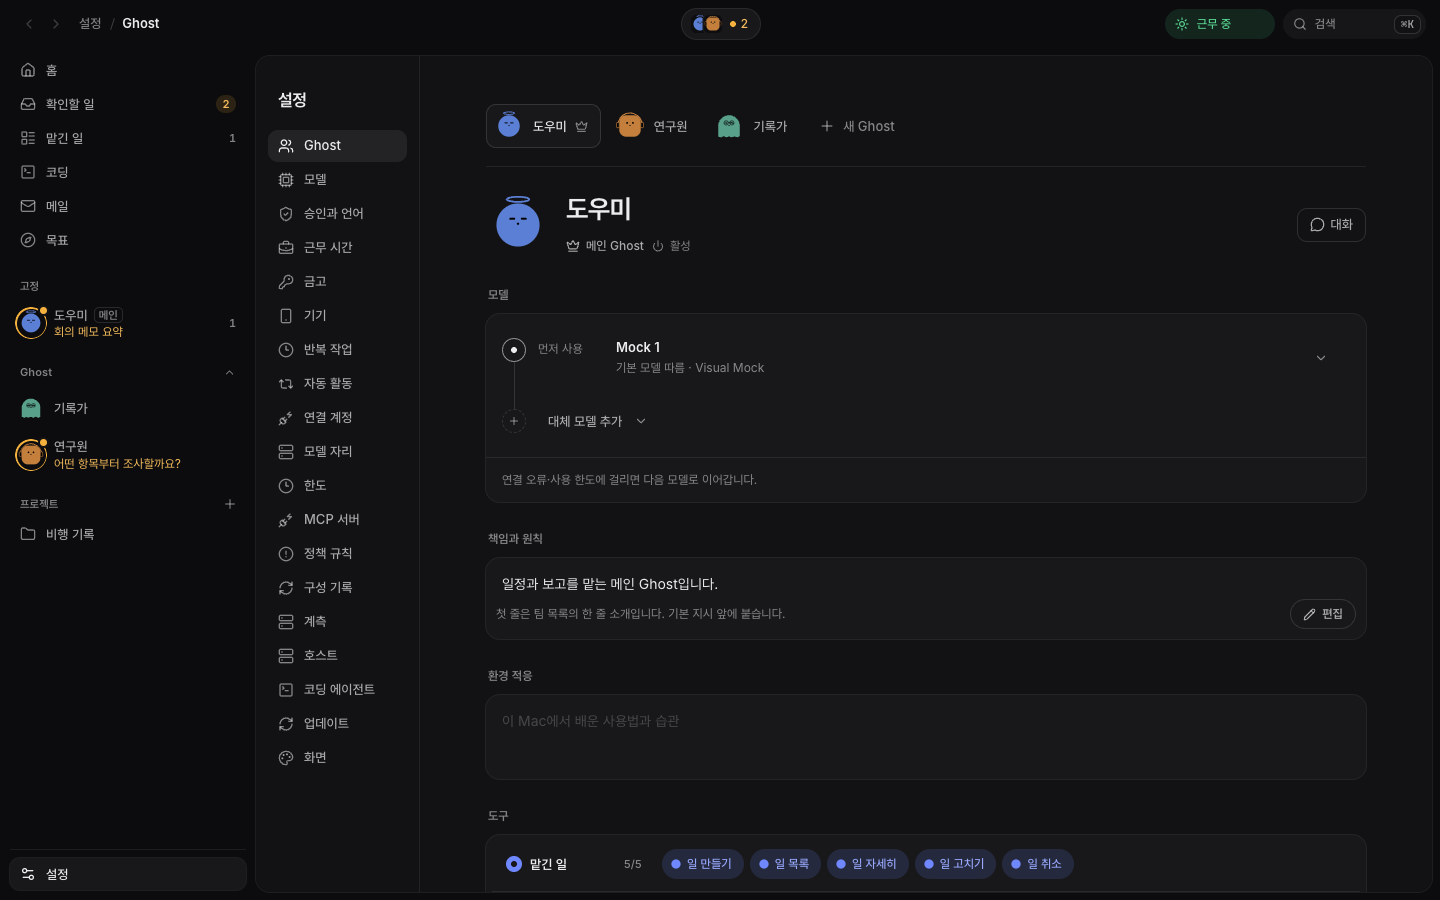 설정 / Ghost
2
근무 중
검색
⌘K
홈
확인할 일
2
맡긴 일
1
코딩
메일
목표
고정
도우미 메인
회의 메모 요약
1
Ghost
기록가
연구원
어떤 항목부터 조사할까요?
프로젝트
비행 기록
설정
설정
Ghost
모델
승인과 언어
근무 시간
금고
기기
반복 작업
자동 활동
연결 계정
모델 자리
한도
MCP 서버
정책 규칙
구성 기록
계측
호스트
코딩 에이전트
업데이트
화면
도우미
연구원
기록가
새 Ghost
도우미
메인 Ghost 활성
대화
모델
먼저 사용
Mock 1
기본 모델 따름 · Visual Mock
대체 모델 추가
연결 오류·사용 한도에 걸리면 다음 모델로 이어갑니다.
책임과 원칙
일정과 보고를 맡는 메인 Ghost입니다.
첫 줄은 팀 목록의 한 줄 소개입니다. 기본 지시 앞에 붙습니다.
편집
환경 적응
이 Mac에서 배운 사용법과 습관
도구
맡긴 일
5/5
일 만들기
일 목록
일 자세히
일 고치기
일 취소